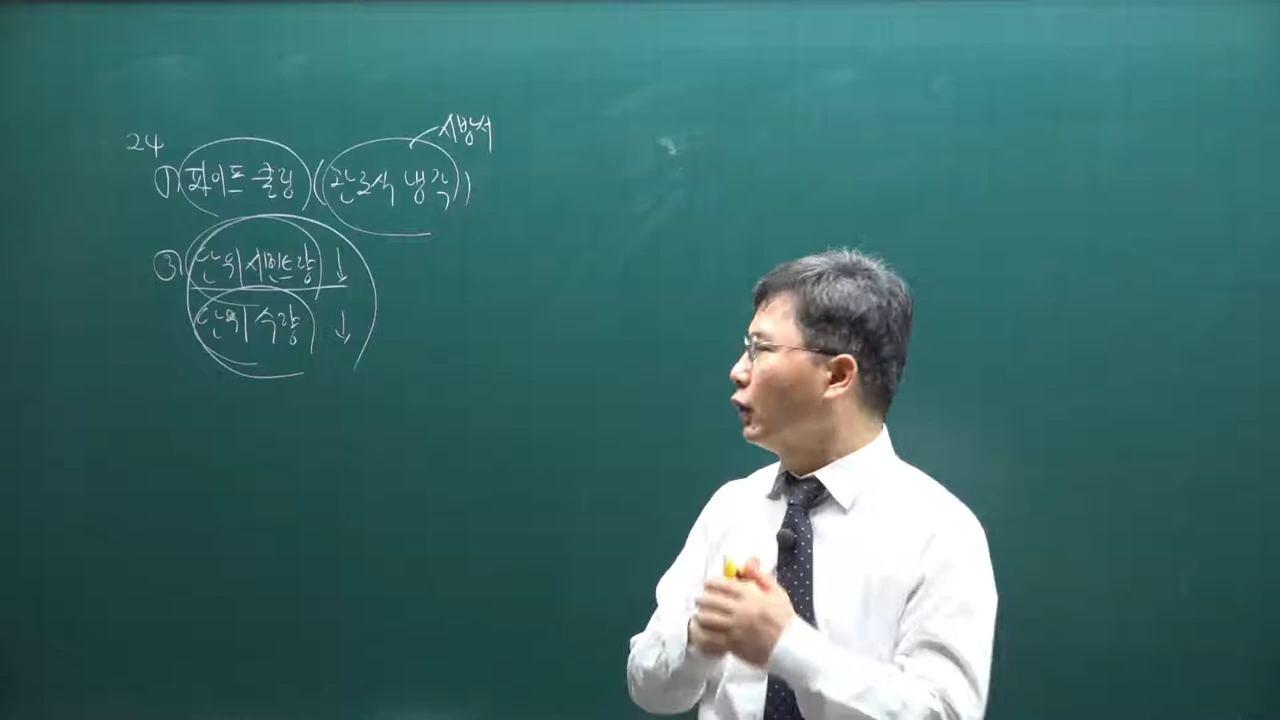 24
시방서
① 파이프 쿨링 (관로식 냉각)
③ 단위시멘트량 ↓
단위수량 ↓